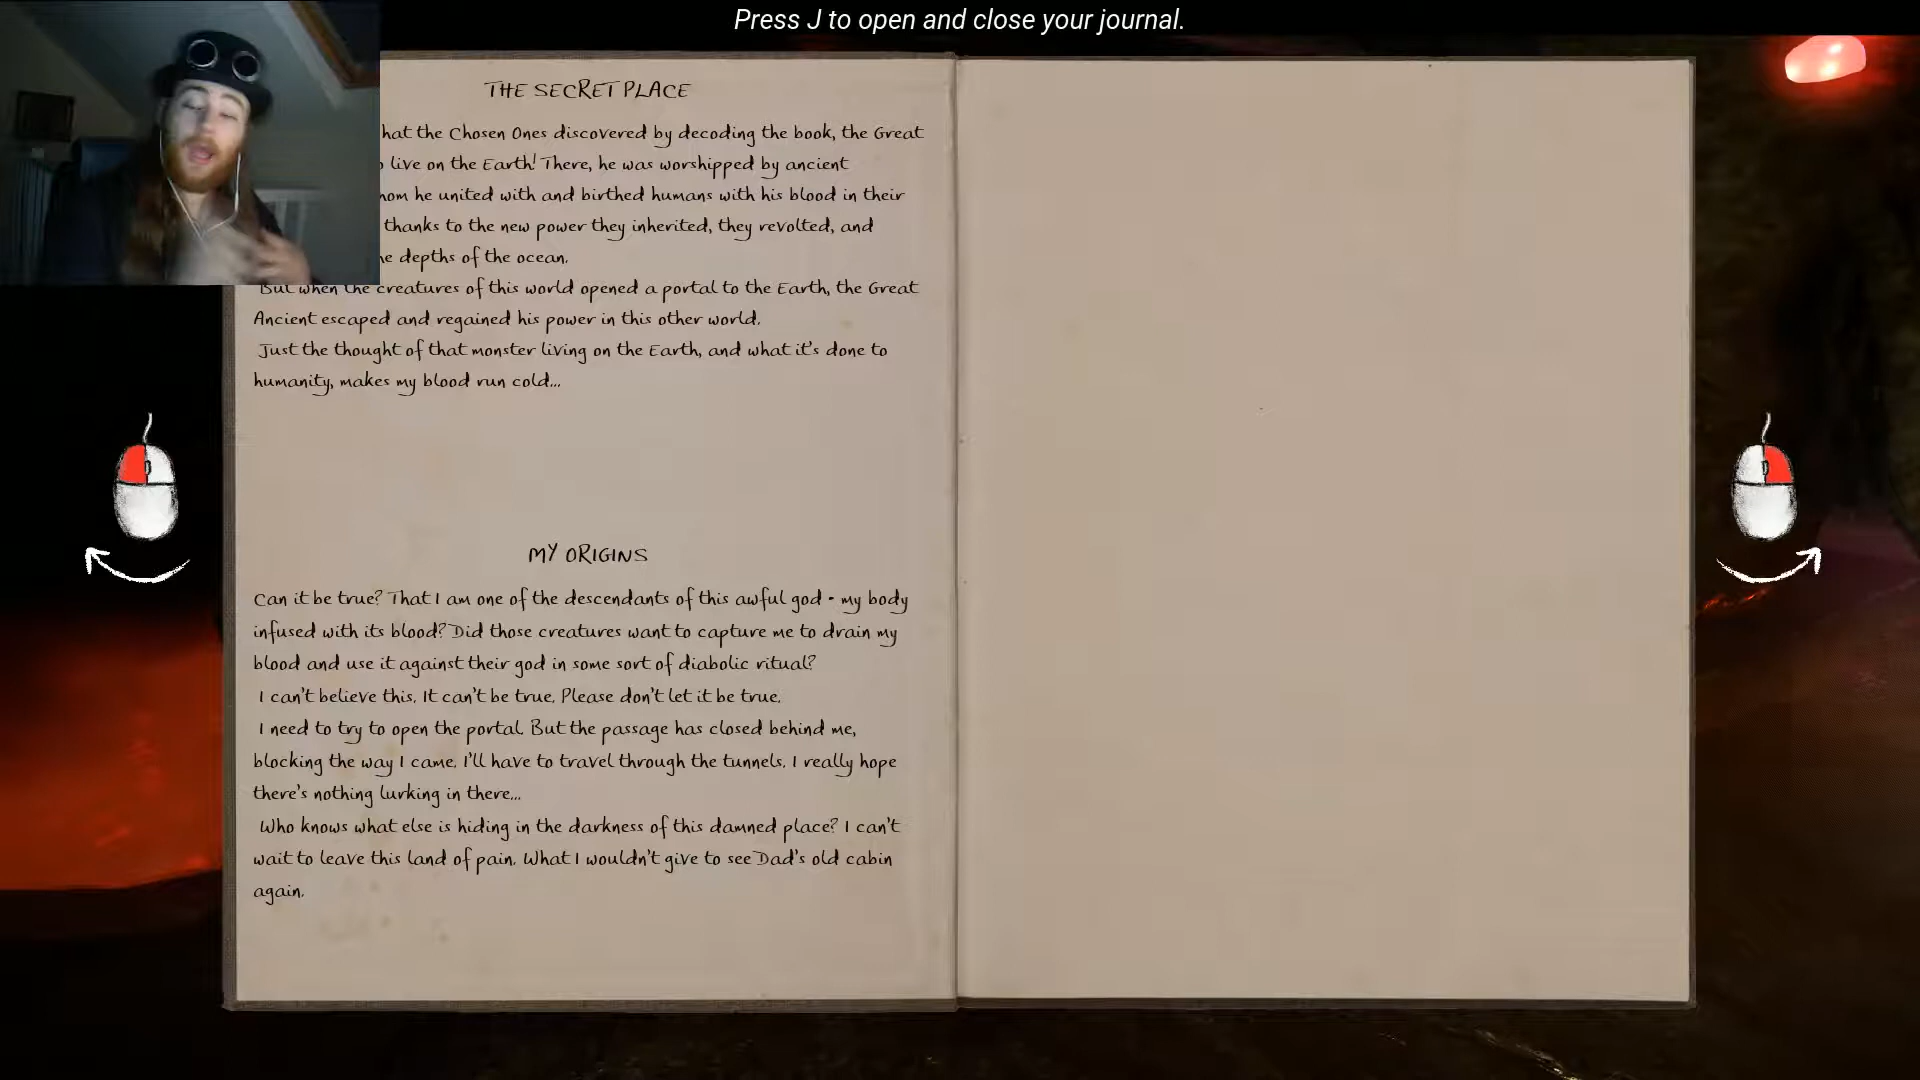 Press J to open and close your journal.
THE SECRET PLACE
hat the Chosen Ones discovered by decoding the book, the Great
live on the Earth! There, he was worshipped by ancient
he united with and birthed humans with his blood in their
thanks to the new power they inherited, they revolted, and
depths of the ocean.
But when the creatures of this world opened a portal to the Earth, the Great
Ancient escaped and regained his power in this other world.
Just the thought of that monster living on the Earth, and what it's done to
humanity, makes my blood run cold...
MY ORIGINS
Can it be true? That I am one of the descendants of this awful god - my body
infused with its blood? Did those creatures want to capture me to drain my
blood and use it against their god in some sort of diabolic ritual?
I can't believe this. It can't be true. Please don't let it be true.
I need to try to open the portal. But the passage has closed behind me,
blocking the way I came. I'll have to travel through the tunnels. I really hope
there's nothing lurking in there...
Who knows what else is hiding in the darkness of this damned place? I can't
wait to leave this land of pain. What I wouldn't give to see Dad's old cabin
again.